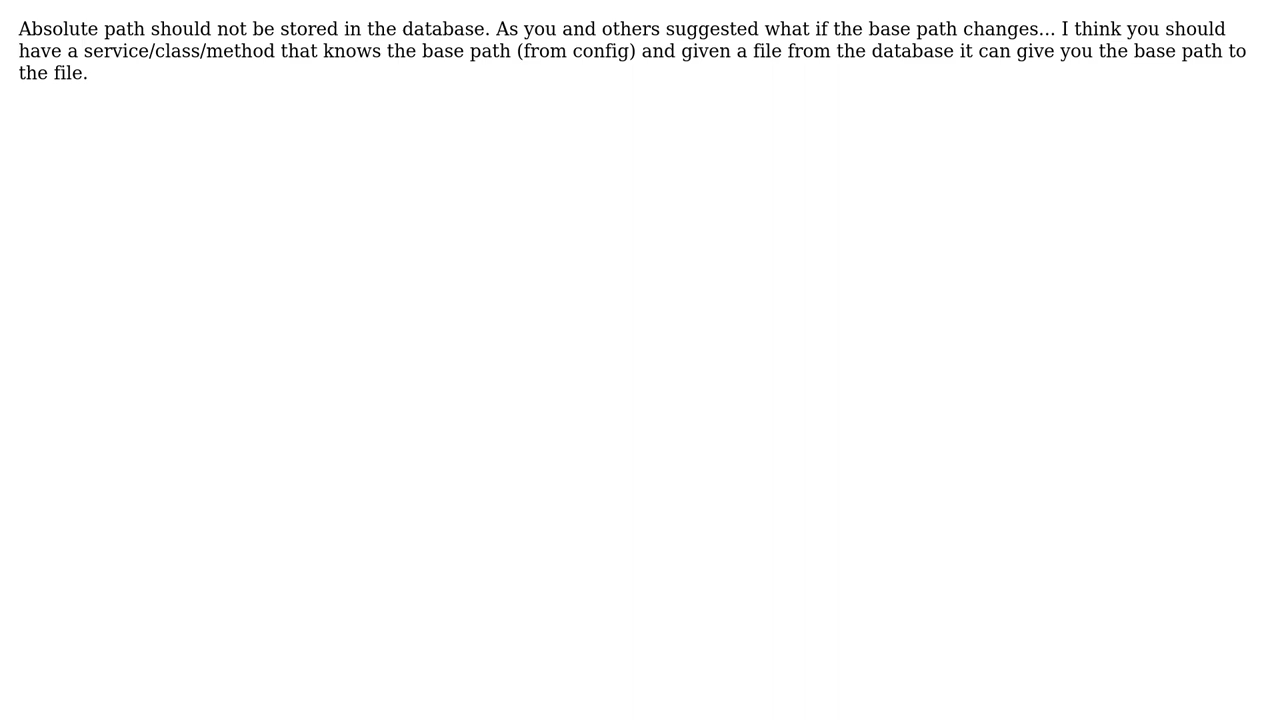 Absolute path should not be stored in the database. As you and others suggested what if the base path changes... I think you should
have a service/class/method that knows the base path (from config) and given a file from the database it can give you the base path to
the file.